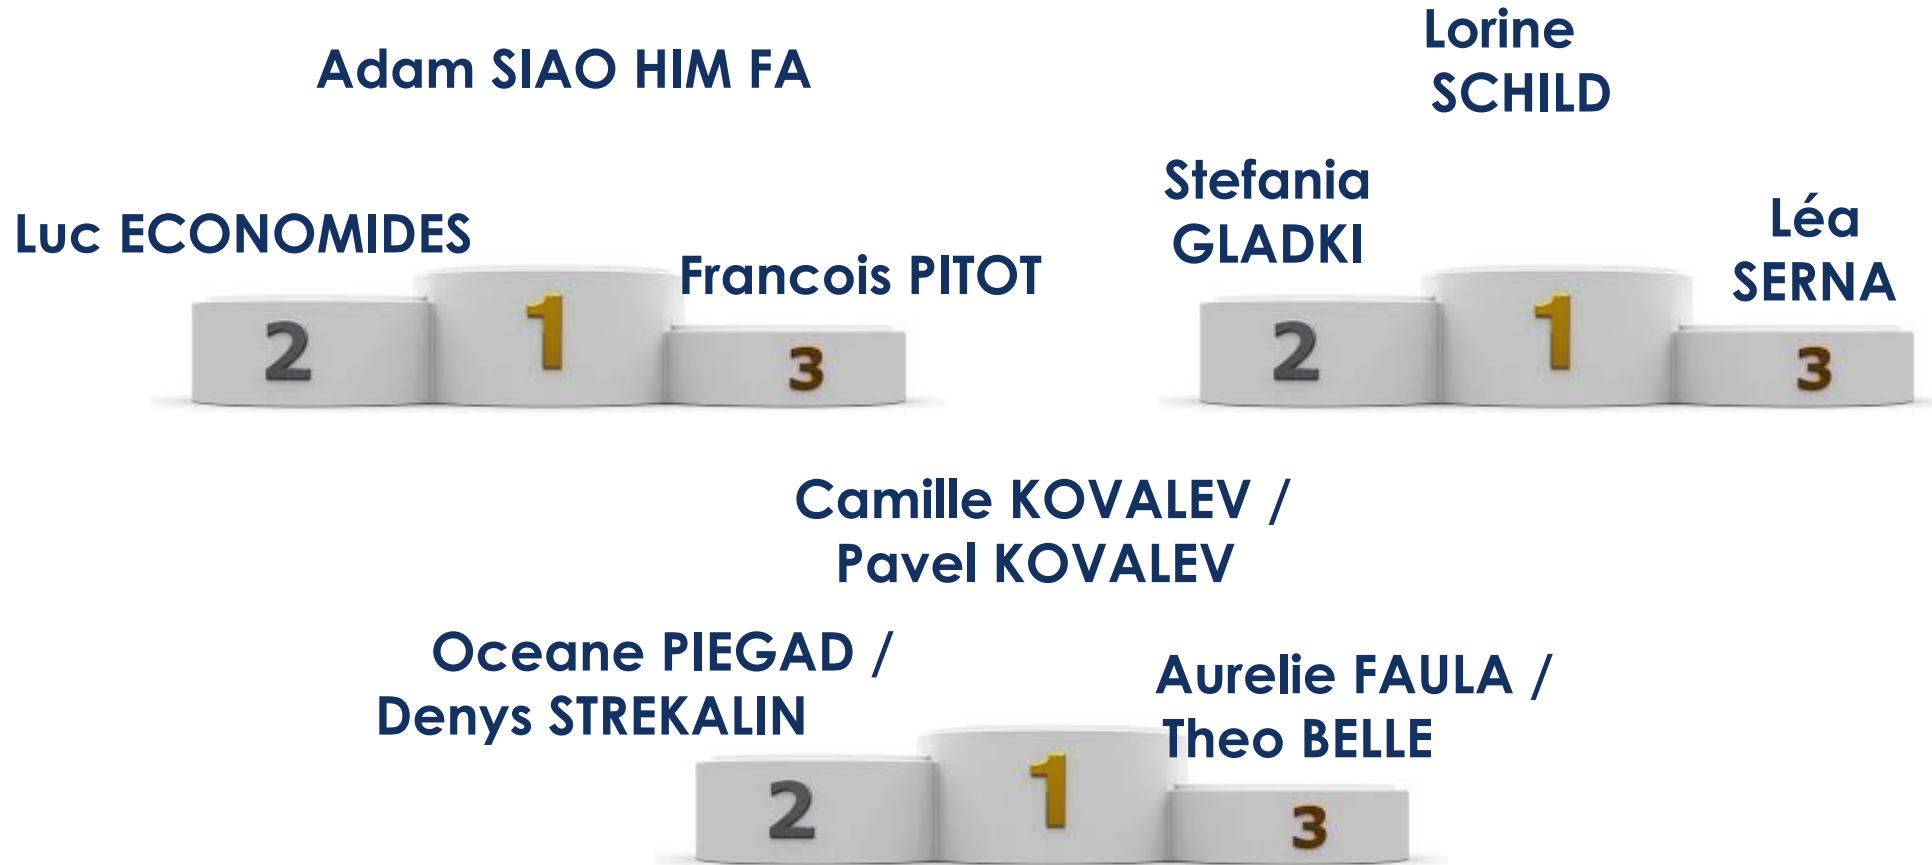 Adam SIAO HIM FA
Luc ECONOMIDES
Francois PITOT
2
1
3
Lorine
SCHILD
Stefania
GLADKI
Léa
SERNA
2
1
3
Camille KOVALEV /
Pavel KOVALEV
Oceane PIEGAD /
Denys STREKALIN
Aurelie FAULA /
Theo BELLE
2
1
3